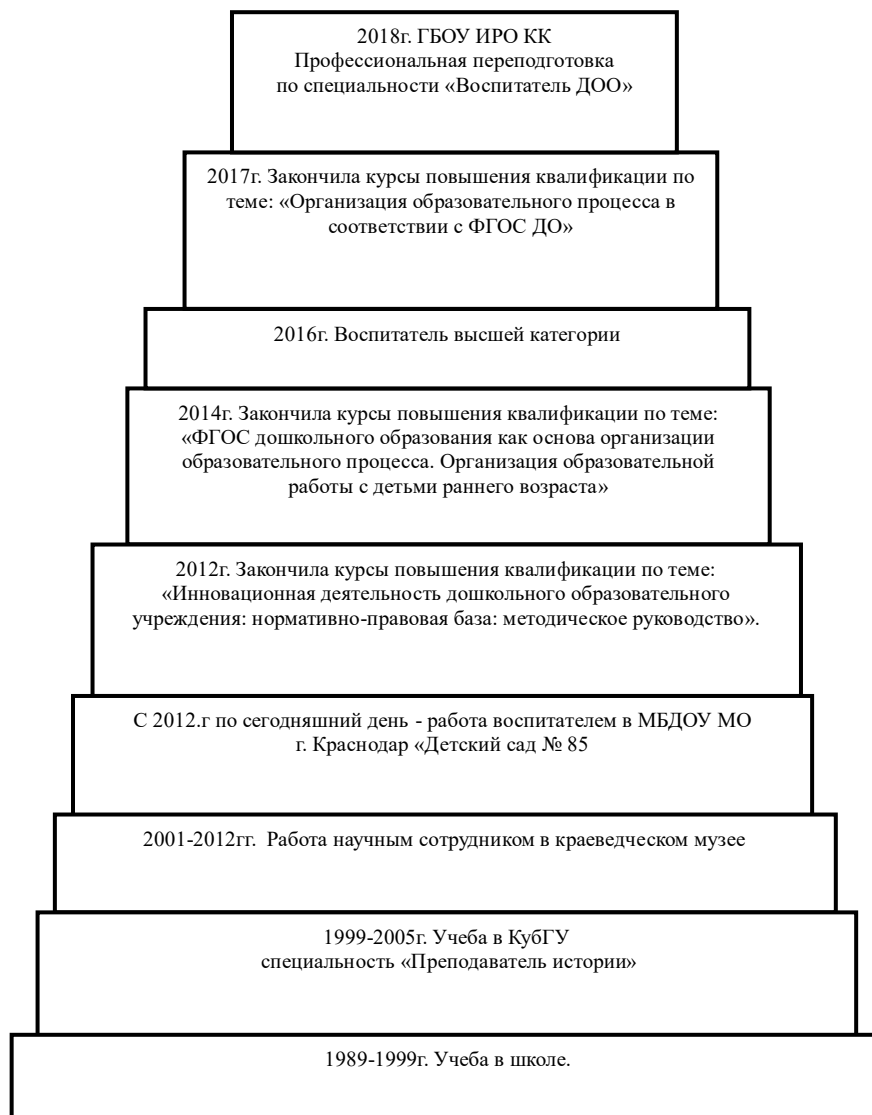 2018г. ГБОУ ИРО КК
Профессиональная переподготовка
по специальности «Воспитатель ДОО»
2017г. Закончила курсы повышения квалификации по
теме: «Организация образовательного процесса в
соответствии с ФГОС ДО»
2016г. Воспитатель высшей категории
2014г. Закончила курсы повышения квалификации по теме:
«ФГОС дошкольного образования как основа организации
образовательного процесса. Организация образовательной
работы с детьми раннего возраста»
2012г. Закончила курсы повышения квалификации по теме:
«Инновационная деятельность дошкольного образовательного
учреждения: нормативно-правовая база: методическое руководство».
С 2012.г по сегодняшний день - работа воспитателем в МБДОУ МО
г. Краснодар «Детский сад № 85
2001-2012гг. Работа научным сотрудником в краеведческом музее
1999-2005г. Учеба в КубГУ
специальность «Преподаватель истории»
1989-1999г. Учеба в школе.